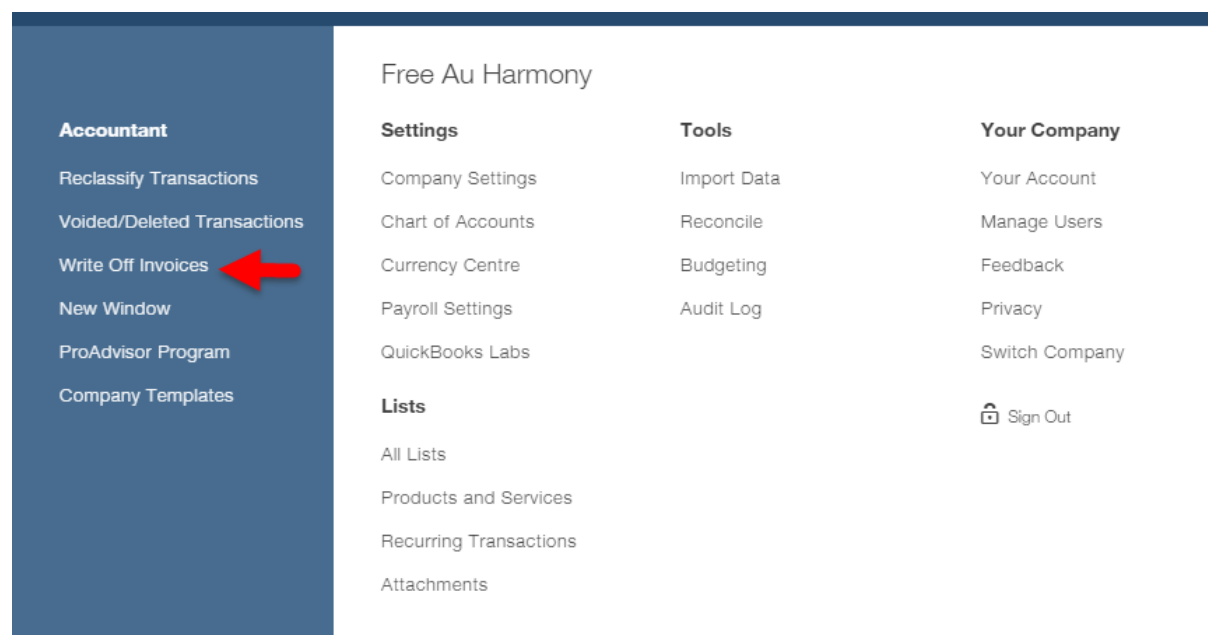 Free Au Harmony
Accountant
Reclassify Transactions
Voided/Deleted Transactions
Write Off Invoices
New Window
ProAdvisor Program
Company Templates
Settings
Company Settings
Chart of Accounts
Currency Centre
Payroll Settings
QuickBooks Labs
Lists
All Lists
Products and Services
Recurring Transactions
Attachments
Tools
Import Data
Reconcile
Budgeting
Audit Log
Your Company
Your Account
Manage Users
Feedback
Privacy
Switch Company
Sign Out